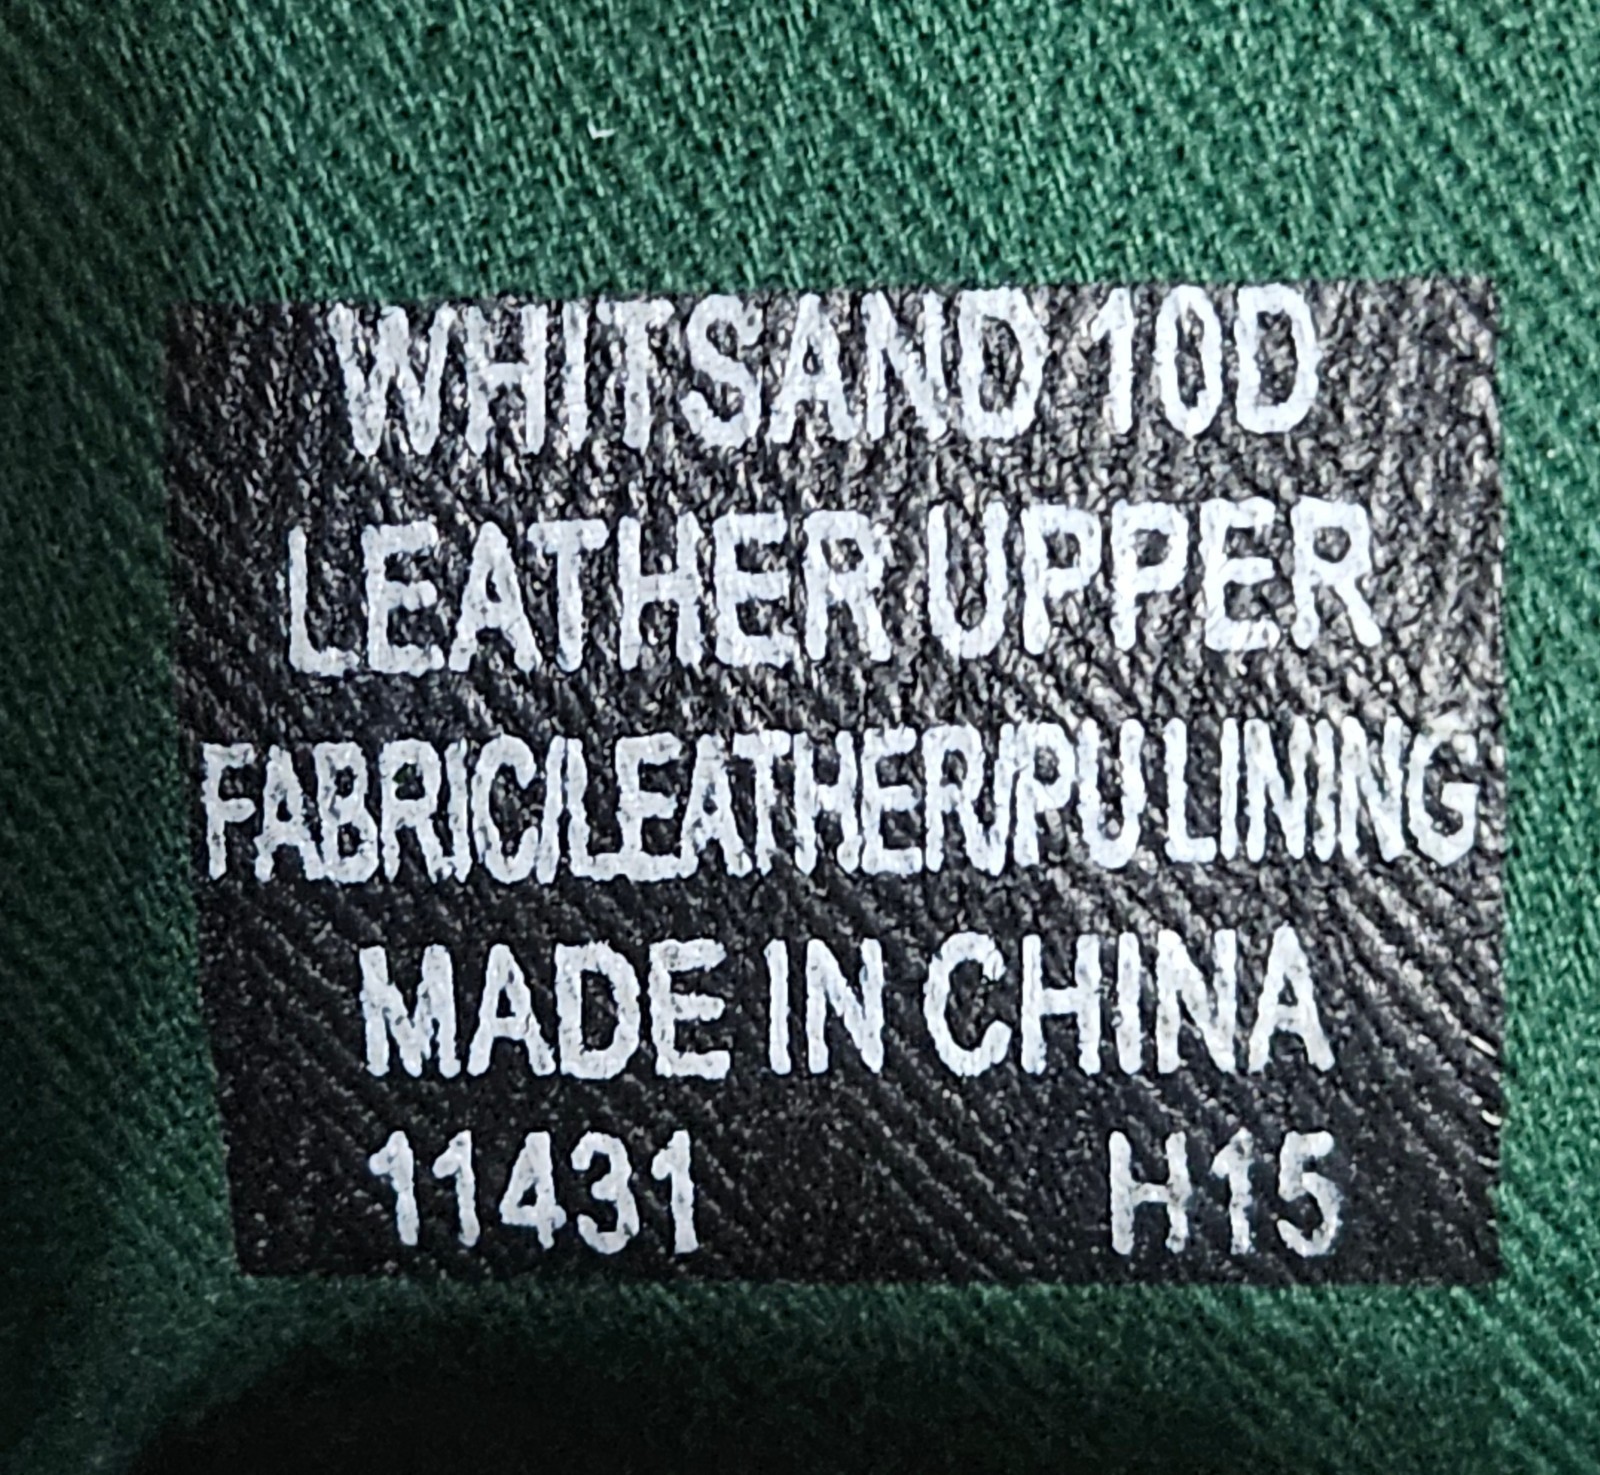 WHITSAND 10D
LEATHER UPPER
FABRIC/LEATHER/PU LINING
MADE IN CHINA
11431 H15